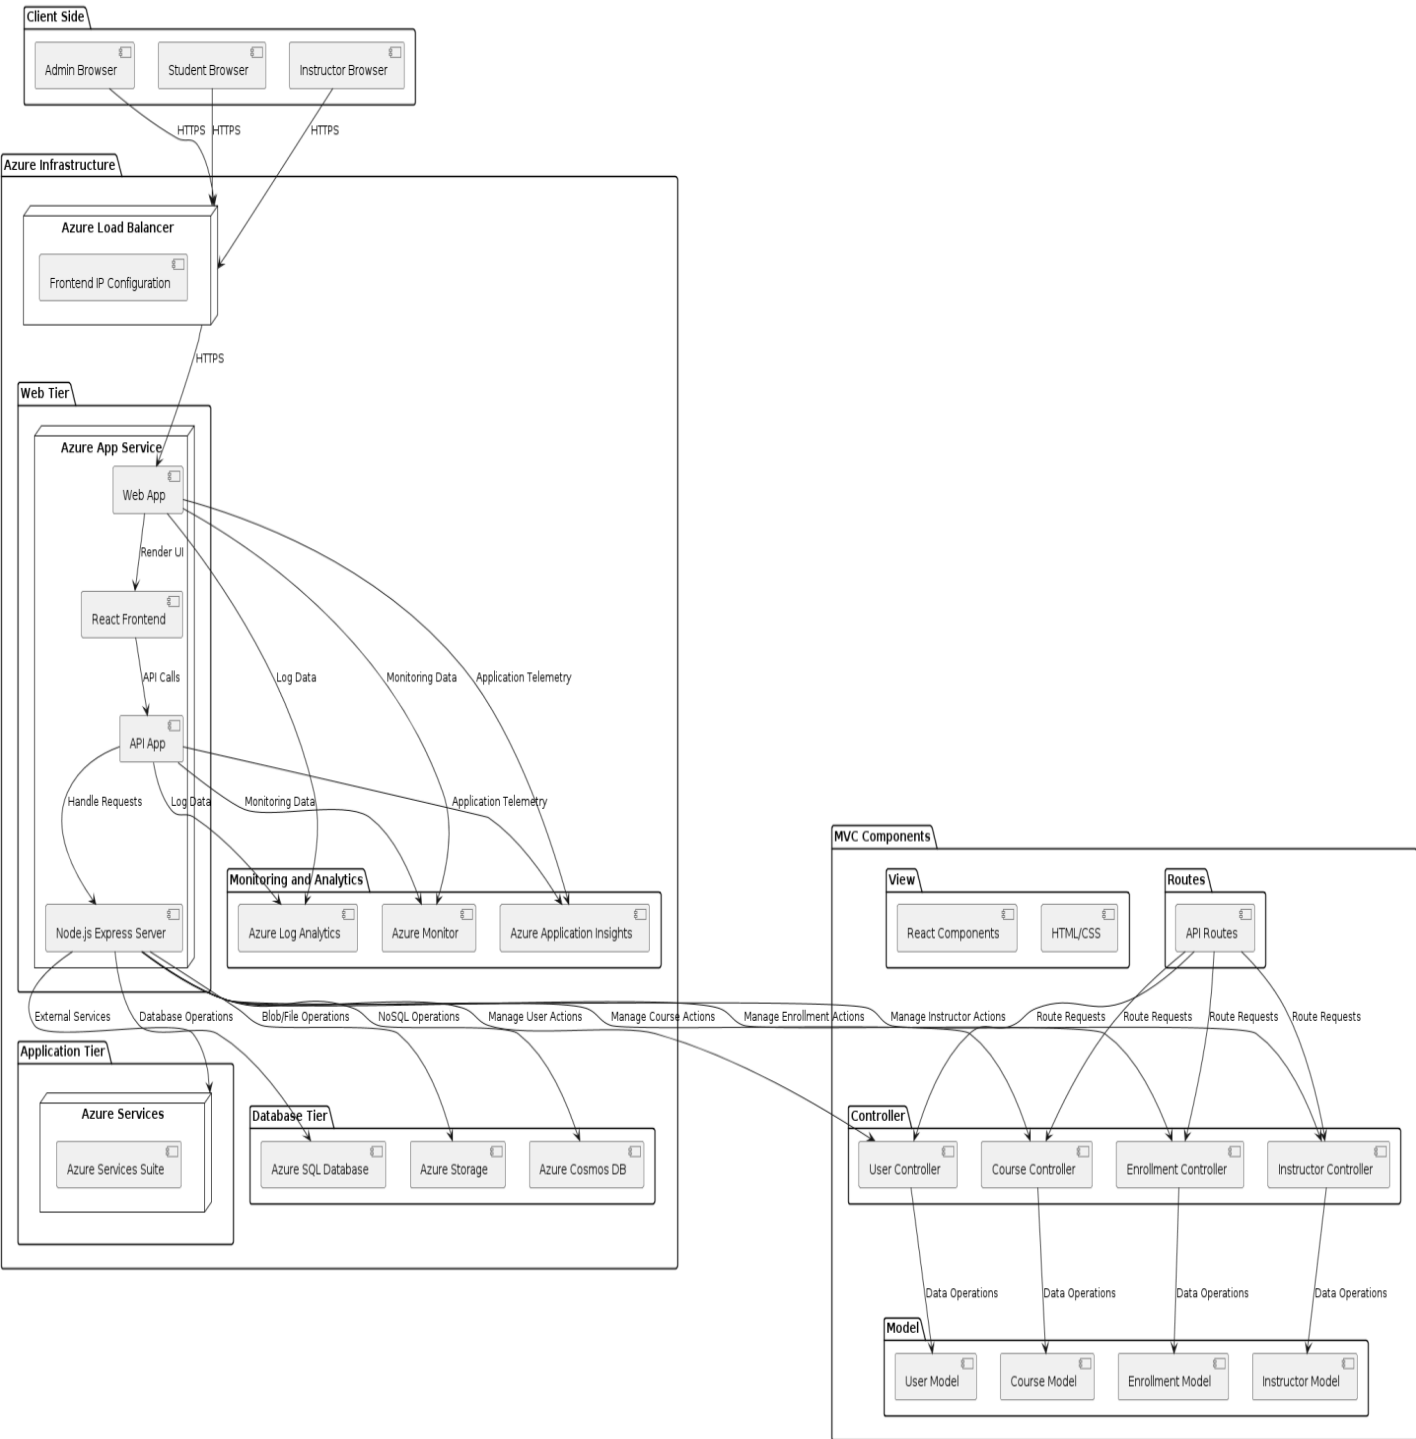 Client Side
Admin Browser
Student Browser
Instructor Browser
HTTPS
HTTPS
HTTPS
Azure Infrastructure
Azure Load Balancer
Frontend IP Configuration
HTTPS
Web Tier
Azure App Service
Web App
Render UI
React Frontend
API Calls
Log Data
Monitoring Data
Application Telemetry
API App
Handle Requests
Log Data
Monitoring Data
Application Telemetry
MVC Components
Monitoring and Analytics
View
Routes
Node.js Express Server
Azure Log Analytics
Azure Monitor
Azure Application Insights
React Components
HTML/CSS
API Routes
External Services
Database Operations
Blob/File Operations
NoSQL Operations
Manage User Actions
Manage Course Actions
Manage Enrollment Actions
Manage Instructor Actions
Route Requests
Route Requests
Route Requests
Route Requests
Application Tier
Azure Services
Database Tier
Controller
Azure Services Suite
Azure SQL Database
Azure Storage
Azure Cosmos DB
User Controller
Course Controller
Enrollment Controller
Instructor Controller
Data Operations
Data Operations
Data Operations
Data Operations
Model
User Model
Course Model
Enrollment Model
Instructor Model